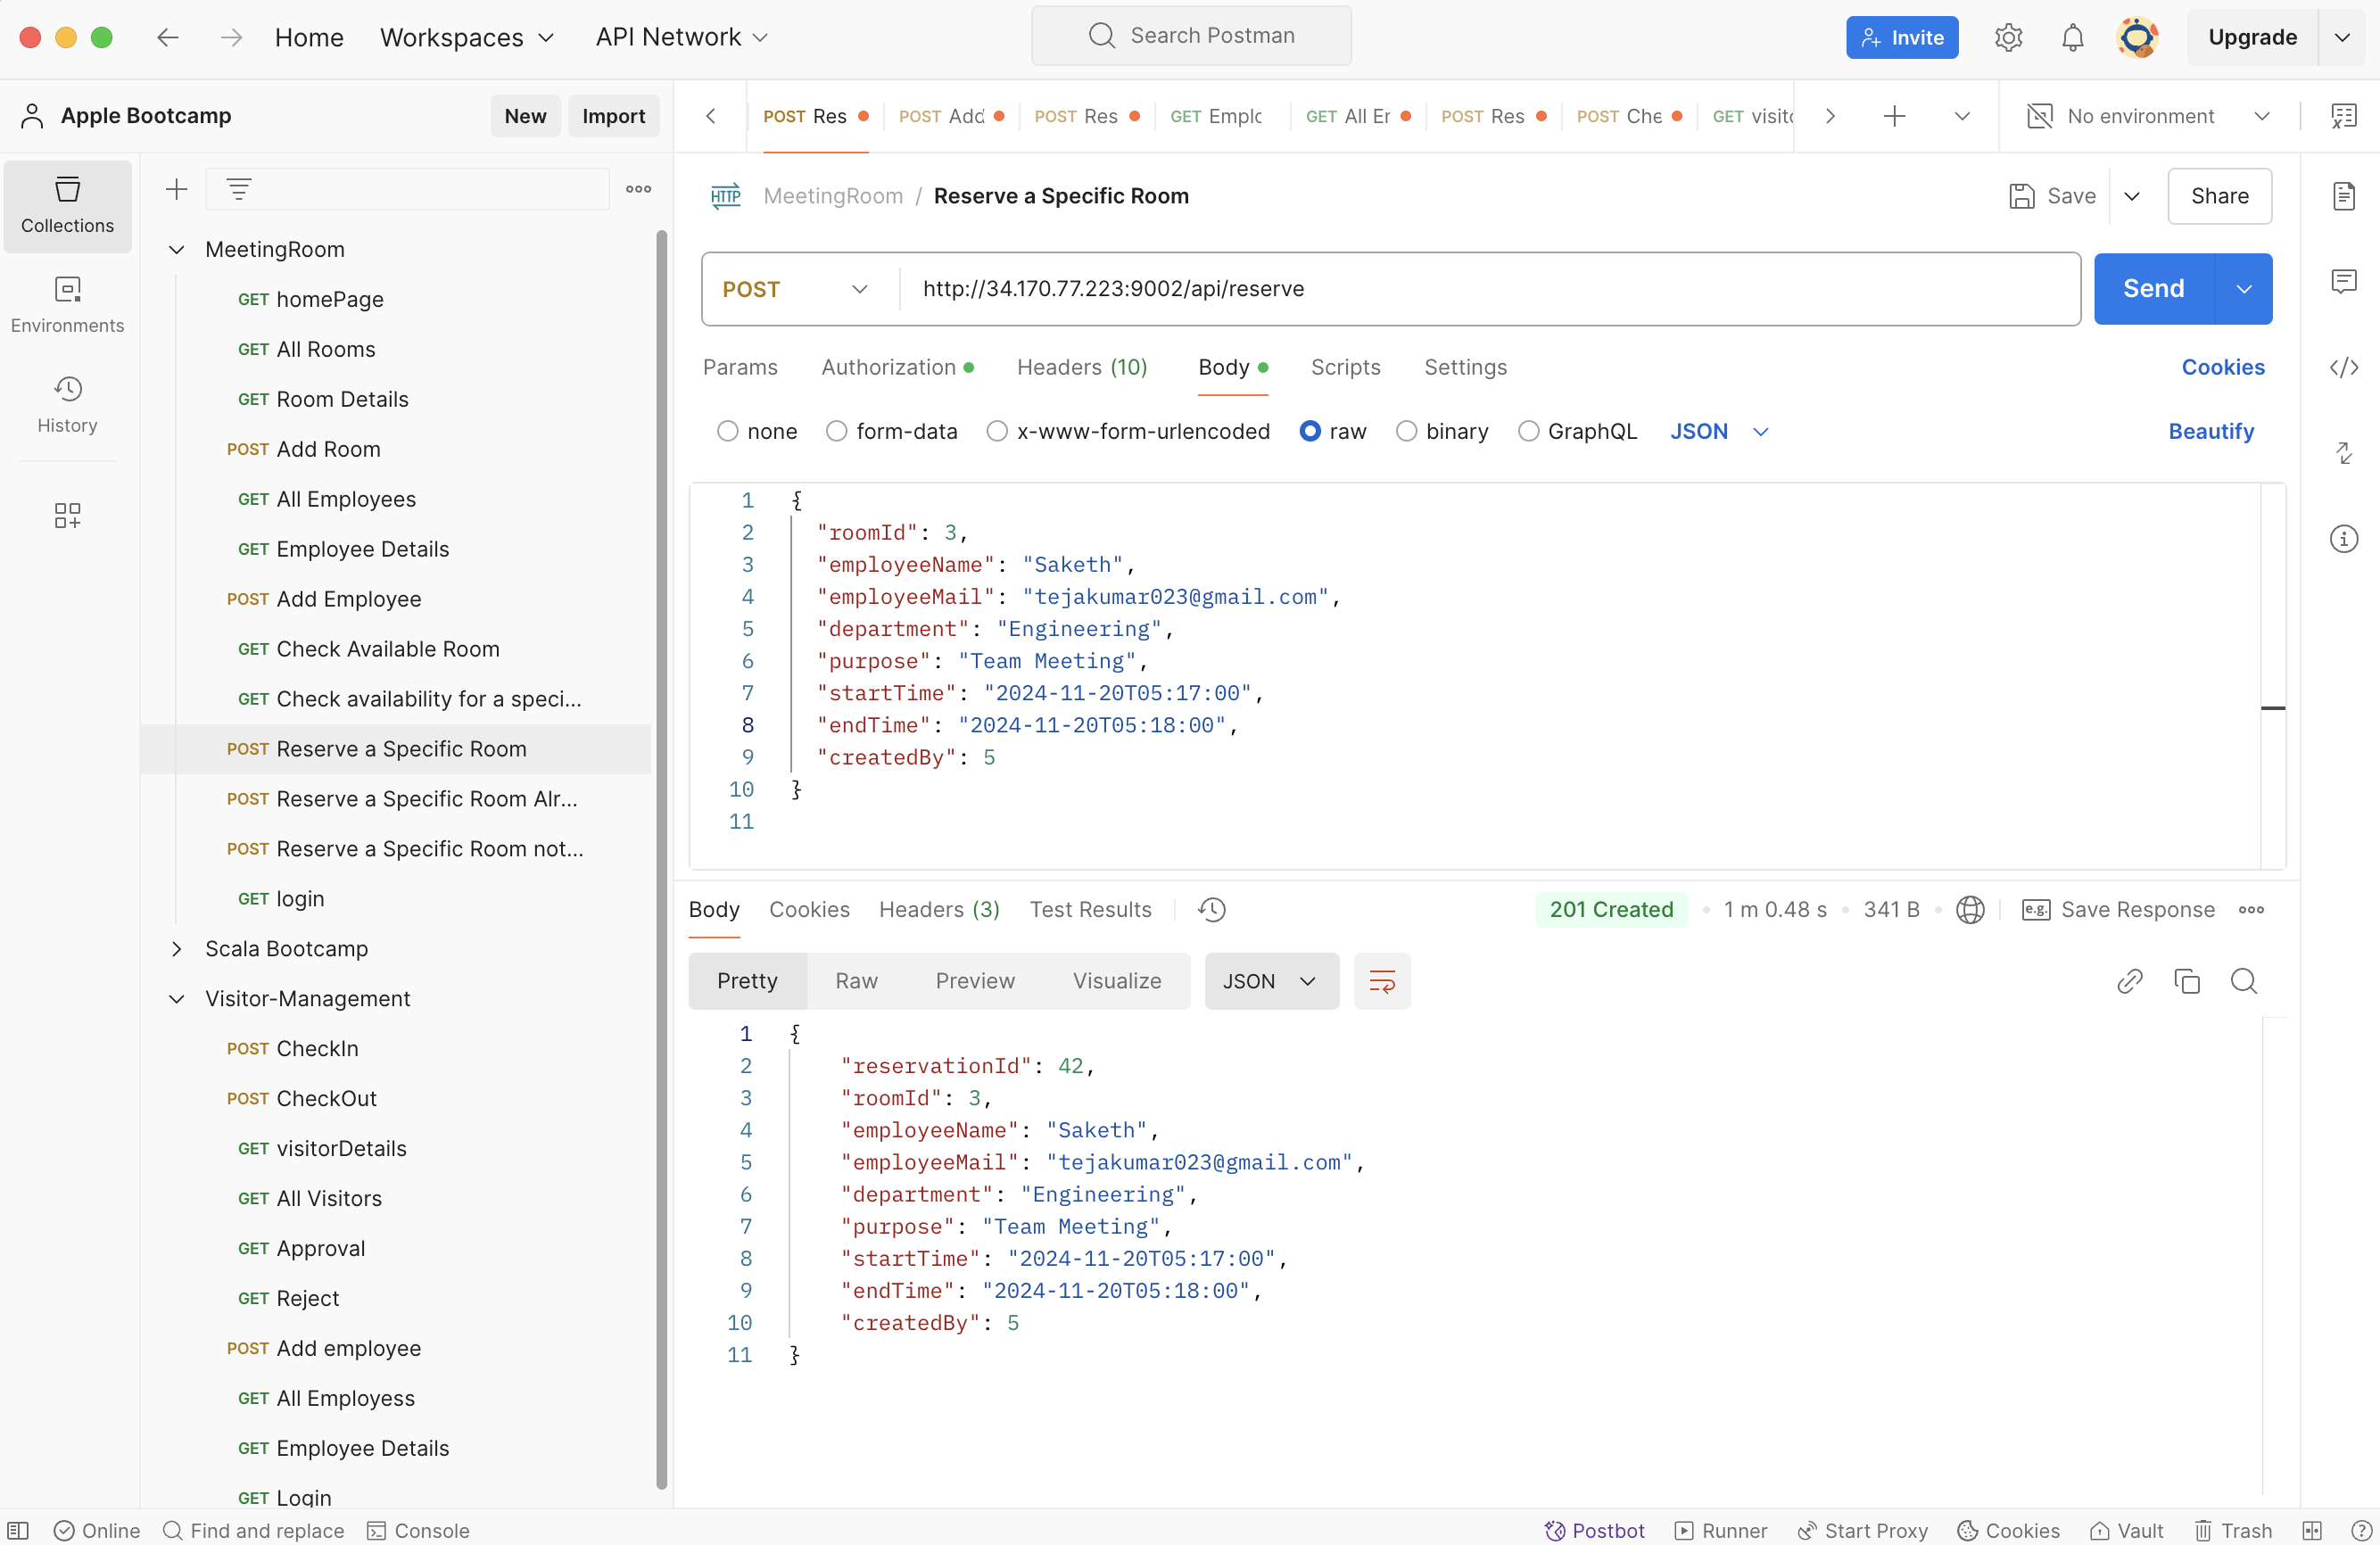 Home Workspaces API Network Search Postman Invite Upgrade
Apple Bootcamp New Import
POST Res POST Add POST Res GET Emplo GET All Er POST Res POST Che GET visito No environment
Collections
Environments
History
MeetingRoom
GET homePage
GET All Rooms
GET Room Details
POST Add Room
GET All Employees
GET Employee Details
POST Add Employee
GET Check Available Room
GET Check availability for a speci...
POST Reserve a Specific Room
POST Reserve a Specific Room Alr...
POST Reserve a Specific Room not...
GET login
Scala Bootcamp
Visitor-Management
POST CheckIn
POST CheckOut
GET visitorDetails
GET All Visitors
GET Approval
GET Reject
POST Add employee
GET All Employess
GET Employee Details
GET Login
HTTP MeetingRoom / Reserve a Specific Room Save Share
POST http://34.170.77.223:9002/api/reserve Send
Params Authorization Headers (10) Body Scripts Settings Cookies
none form-data x-www-form-urlencoded raw binary GraphQL JSON Beautify
1 {
2 "roomId": 3,
3 "employeeName": "Saketh",
4 "employeeMail": "tejakumar023@gmail.com",
5 "department": "Engineering",
6 "purpose": "Team Meeting",
7 "startTime": "2024-11-20T05:17:00",
8 "endTime": "2024-11-20T05:18:00",
9 "createdBy": 5
10 }
11
Body Cookies Headers (3) Test Results 201 Created 1 m 0.48 s 341 B e.g. Save Response
Pretty Raw Preview Visualize JSON
1 {
2 "reservationId": 42,
3 "roomId": 3,
4 "employeeName": "Saketh",
5 "employeeMail": "tejakumar023@gmail.com",
6 "department": "Engineering",
7 "purpose": "Team Meeting",
8 "startTime": "2024-11-20T05:17:00",
9 "endTime": "2024-11-20T05:18:00",
10 "createdBy": 5
11 }
Online Find and replace Console Postbot Runner Start Proxy Cookies Vault Trash